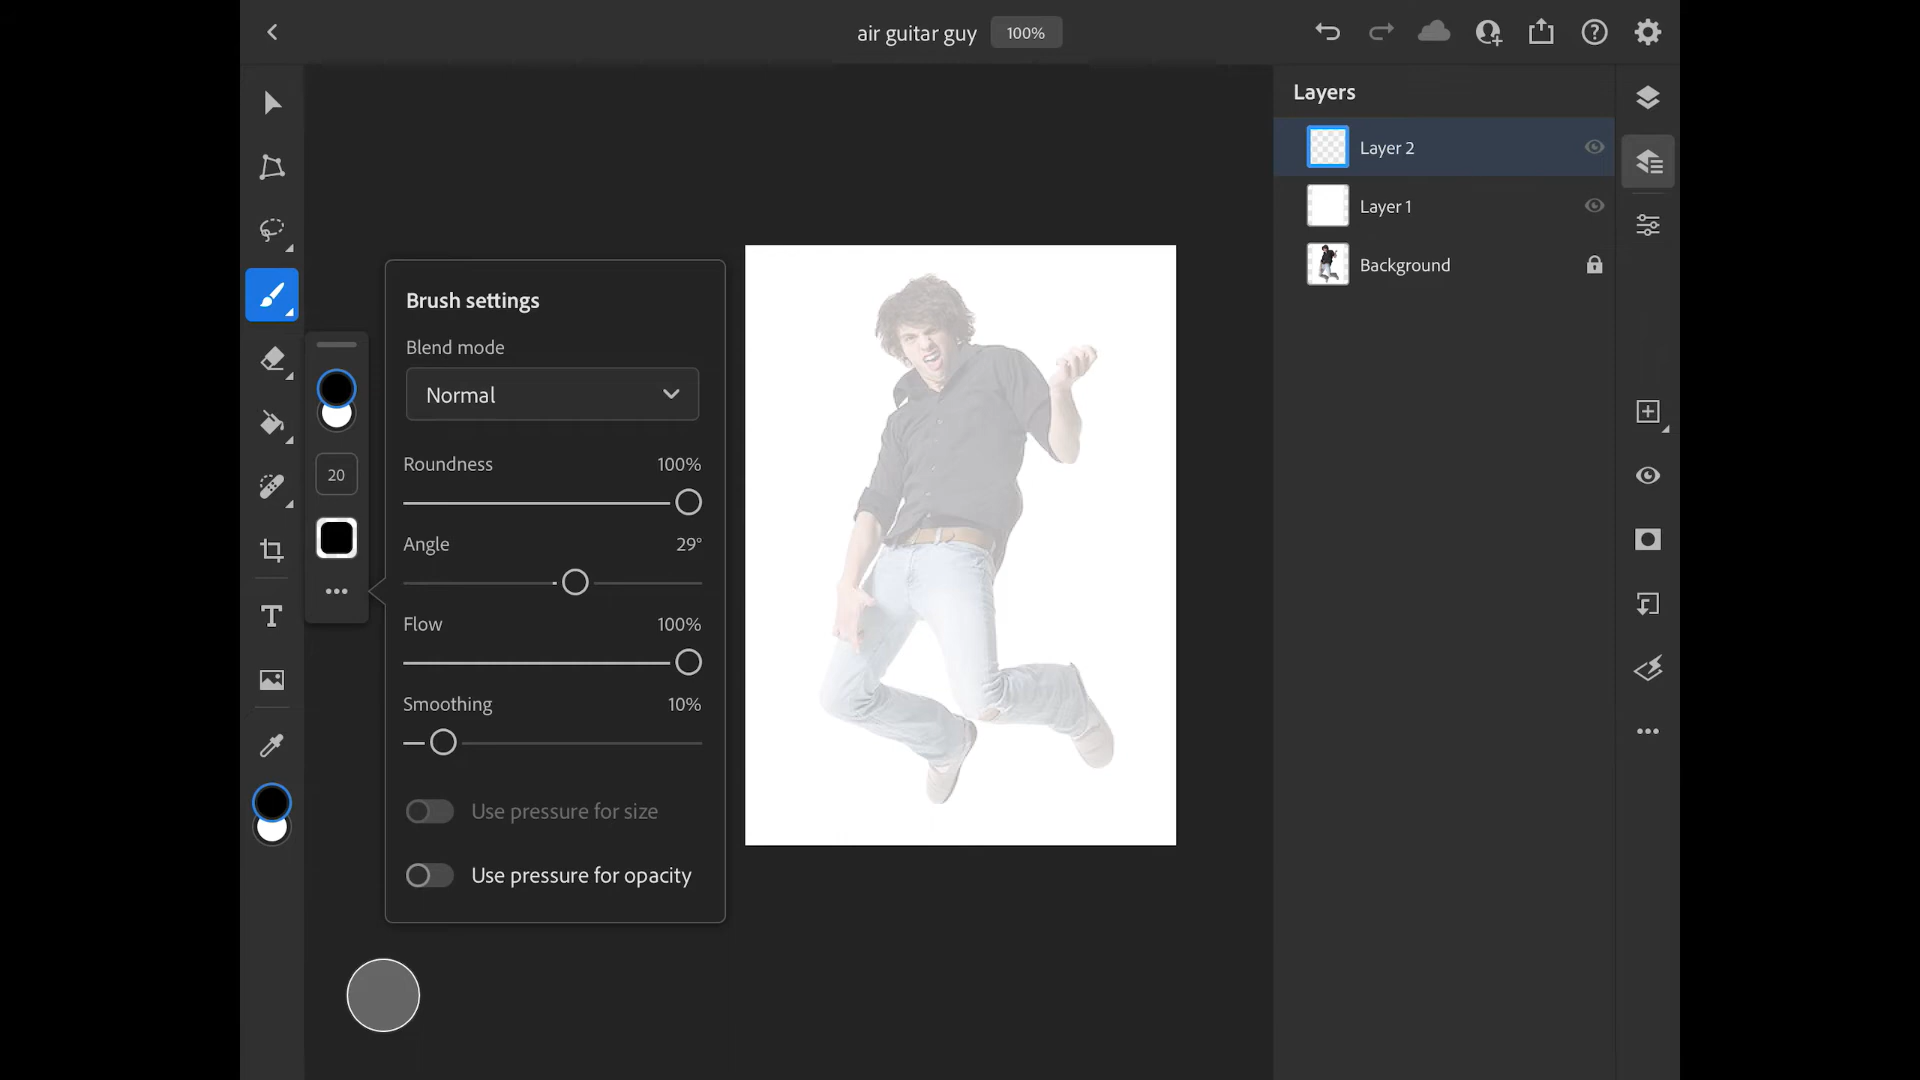 air guitar guy 100%
Layers
Layer 2
Layer 1
Background
Brush settings
Blend mode
Normal
Roundness 100%
Angle 29°
Flow 100%
Smoothing 10%
Use pressure for size
Use pressure for opacity
20